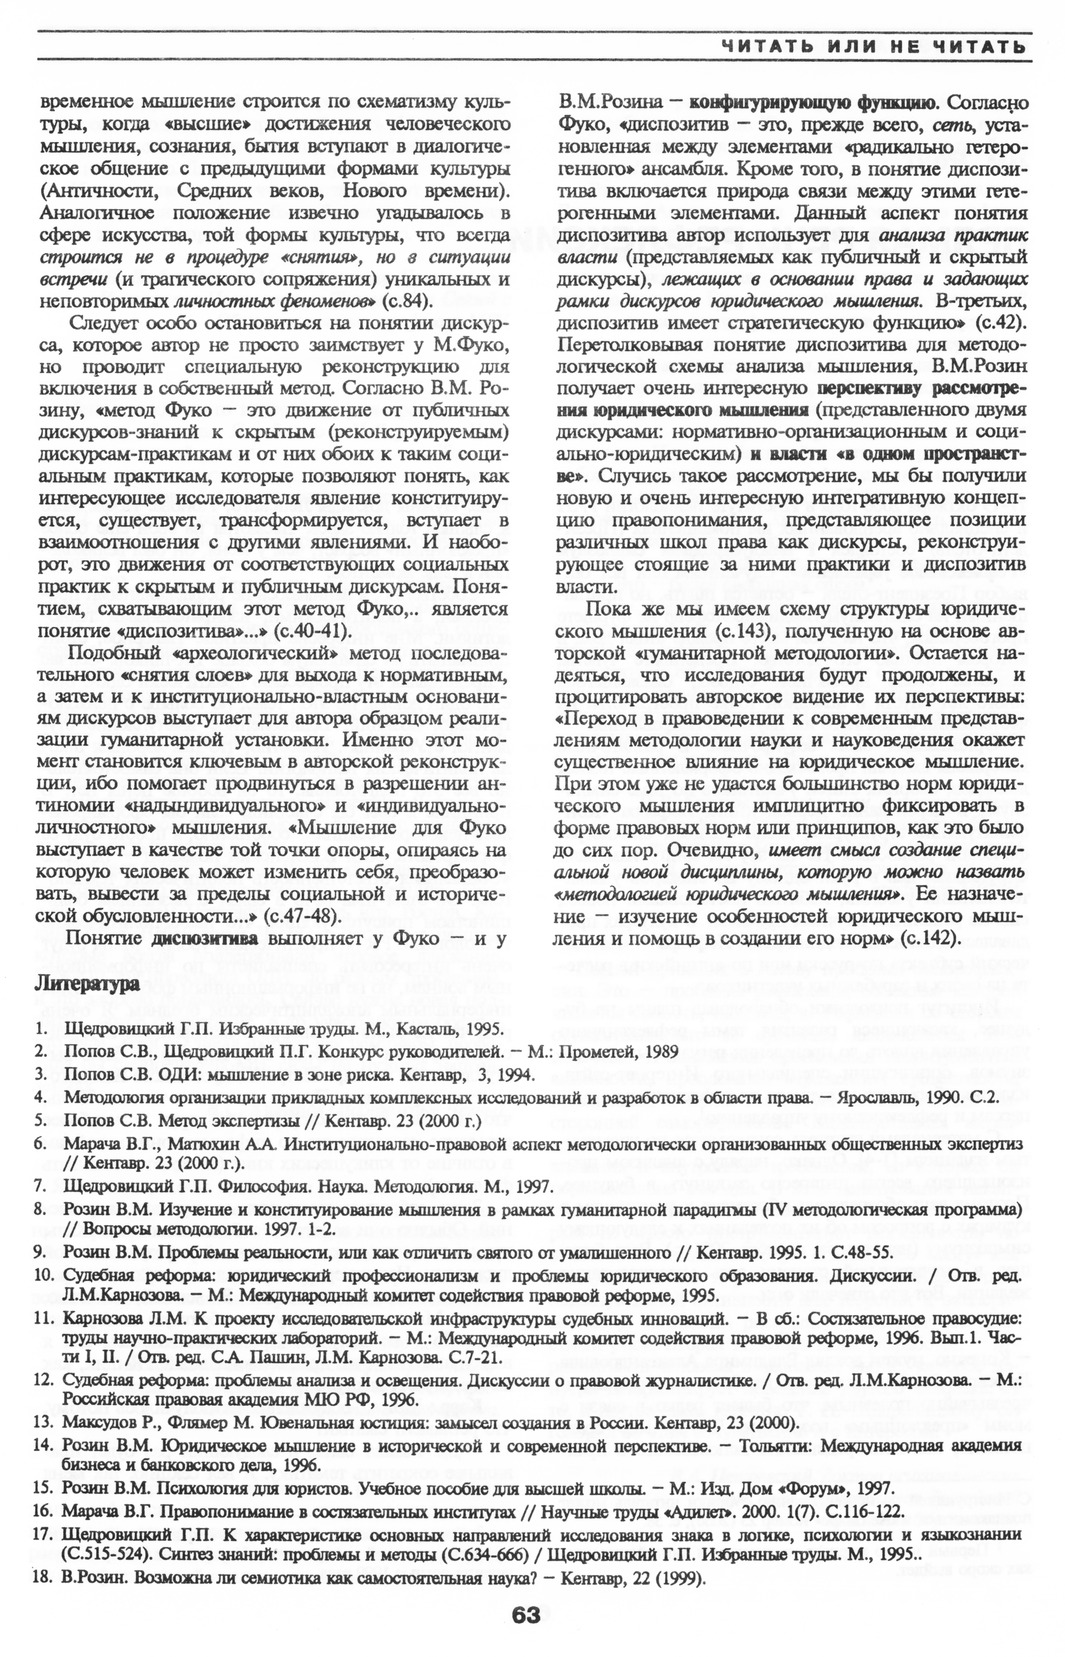 ЧИТАТЬ ИЛИ НЕ ЧИТАТЬ
временное мышление строится по схематизму куль-
туры, когда «высшие» достижения человеческого
мышления, сознания, бытия вступают в диалогиче-
ское общение с предыдущими формами культуры
(Античности, Средних веков, Нового времени).
Аналогичное положение извечно угадывалось в
сфере искусства, той формы культуры, что всегда
строится не в процедуре «снятия», но в ситуации
встречи (и трагического сопряжения) уникальных и
неповторимых личностных феноменов» (с.84).
Следует особо остановиться на понятии дискур-
са, которое автор не просто заимствует у М.Фуко,
но проводит специальную реконструкцию для
включения в собственный метод. Согласно В.М. Ро-
зину, «метод Фуко — это движение от публичных
дискурсов-знаний к скрытым (реконструируемым)
дискурсам-практикам и от них обоих к таким соци-
альным практикам, которые позволяют понять, как
интересующее исследователя явление конституиру-
ется, существует, трансформируется, вступает в
взаимоотношения с другими явлениями. И наобо-
рот, это движения от соответствующих социальных
практик к скрытым и публичным дискурсам. Поня-
тием, схватывающим этот метод Фуко,.. является
понятие «диспозитива»...» (с.40-41).
Подобный «археологический» метод последова-
тельного «снятия слоев» для выхода к нормативным,
а затем и к институционально-властным основани-
ям дискурсов выступает для автора образцом реали-
зации гуманитарной установки. Именно этот мо-
мент становится ключевым в авторской реконструк-
ции, ибо помогает продвинуться в разрешении ан-
тиномии «надындивидуального» и «индивидуально-
личностного» мышления. «Мышление для Фуко
выступает в качестве той точки опоры, опираясь на
которую человек может изменить себя, преобразо-
вать, вывести за пределы социальной и историче-
ской обусловленности...» (с.47-48).
Понятие диспозитива выполняет у Фуко — и у
В.М.Розина — конфигурирующую функцию. Согласно
Фуко, «диспозитив — это, прежде всего, сеть, уста-
новленная между элементами «радикально гетеро-
генного» ансамбля. Кроме того, в понятие диспози-
тива включается природа связи между этими гете-
рогенными элементами. Данный аспект понятия
диспозитива автор использует для анализа практик
власти (представляемых как публичный и скрытый
дискурсы), лежащих в основании права и задающих
рамки дискурсов юридического мышления. В-третьих,
диспозитив имеет стратегическую функцию» (с.42).
Перетолковывая понятие диспозитива для методо-
логической схемы анализа мышления, В.М.Розин
получает очень интересную перспективу рассмотре-
ния юридического мышления (представленного двумя
дискурсами: нормативно-организационным и соци-
ально-юридическим) и власти «в одном пространст-
ве». Случись такое рассмотрение, мы бы получили
новую и очень интересную интегративную концеп-
цию правопонимания, представляющее позиции
различных школ права как дискурсы, реконструи-
рующее стоящие за ними практики и диспозитив
власти.
Пока же мы имеем схему структуры юридиче-
ского мышления (с.143), полученную на основе ав-
торской «гуманитарной методологии». Остается на-
деяться, что исследования будут продолжены, и
процитировать авторское видение их перспективы:
«Переход в правоведении к современным представ-
лениям методологии науки и науковедения окажет
существенное влияние на юридическое мышление.
При этом уже не удастся большинство норм юриди-
ческого мышления имплицитно фиксировать в
форме правовых норм или принципов, как это было
до сих пор. Очевидно, имеет смысл создание специ-
альной новой дисциплины, которую можно назвать
«методологией юридического мышления». Ее назначе-
ние — изучение особенностей юридического мыш-
ления и помощь в создании его норм» (с.142).
Литература
1. Щедровицкий Г.П. Избранные труды. М., Касталь, 1995.
2. Попов С.В., Щедровицкий П.Г. Конкурс руководителей. — М.: Прометей, 1989
3. Попов С.В. ОДИ: мышление в зоне риска. Кентавр, 3, 1994.
4. Методология организации прикладных комплексных исследований и разработок в области права. — Ярославль, 1990. С.2.
5. Попов С.В. Метод экспертизы // Кентавр. 23 (2000 г.)
6. Марача В.Г., Матюхин А.А. Институционально-правовой аспект методологически организованных общественных экспертиз
// Кентавр. 23 (2000 г.).
7. Щедровицкий Г.П. Философия. Наука. Методология. М., 1997.
8. Розин В.М. Изучение и конституирование мышления в рамках гуманитарной парадигмы (IV методологическая программа)
// Вопросы методологии. 1997. 1-2.
9. Розин В.М. Проблемы реальности, или как отличить святого от умалишенного // Кентавр. 1995. 1. С.48-55.
10. Судебная реформа: юридический профессионализм и проблемы юридического образования. Дискуссии. / Отв. ред.
Л.М.Карнозова. — М.: Международный комитет содействия правовой реформе, 1995.
11. Карнозова Л.М. К проекту исследовательской инфраструктуры судебных инноваций. — В сб.: Состязательное правосудие:
труды научно-практических лабораторий. — М.: Международный комитет содействия правовой реформе, 1996. Вып.1. Час-
ти I, II. / Отв. ред. С.А. Пашин, Л.М. Карнозова. С.7-21.
12. Судебная реформа: проблемы анализа и освещения. Дискуссии о правовой журналистике. / Отв. ред. Л.М.Карнозова. — М.:
Российская правовая академия МЮ РФ, 1996.
13. Максудов Р., Флямер М. Ювенальная юстиция: замысел создания в России. Кентавр, 23 (2000).
14. Розин В.М. Юридическое мышление в исторической и современной перспективе. — Тольятти: Международная академия
бизнеса и банковского дела, 1996.
15. Розин В.М. Психология для юристов. Учебное пособие для высшей школы. — М.: Изд. Дом «Форум», 1997.
16. Марача В.Г. Правопонимание в состязательных институтах // Научные труды «Адилет». 2000. 1(7). С.116-122.
17. Щедровицкий Г.П. К характеристике основных направлений исследования знака в логике, психологии и языкознании
(С.515-524). Синтез знаний: проблемы и методы (С.634-666) / Щедровицкий Г.П. Избранные труды. М., 1995..
18. В.Розин. Возможна ли семиотика как самостоятельная наука? — Кентавр, 22 (1999).
63